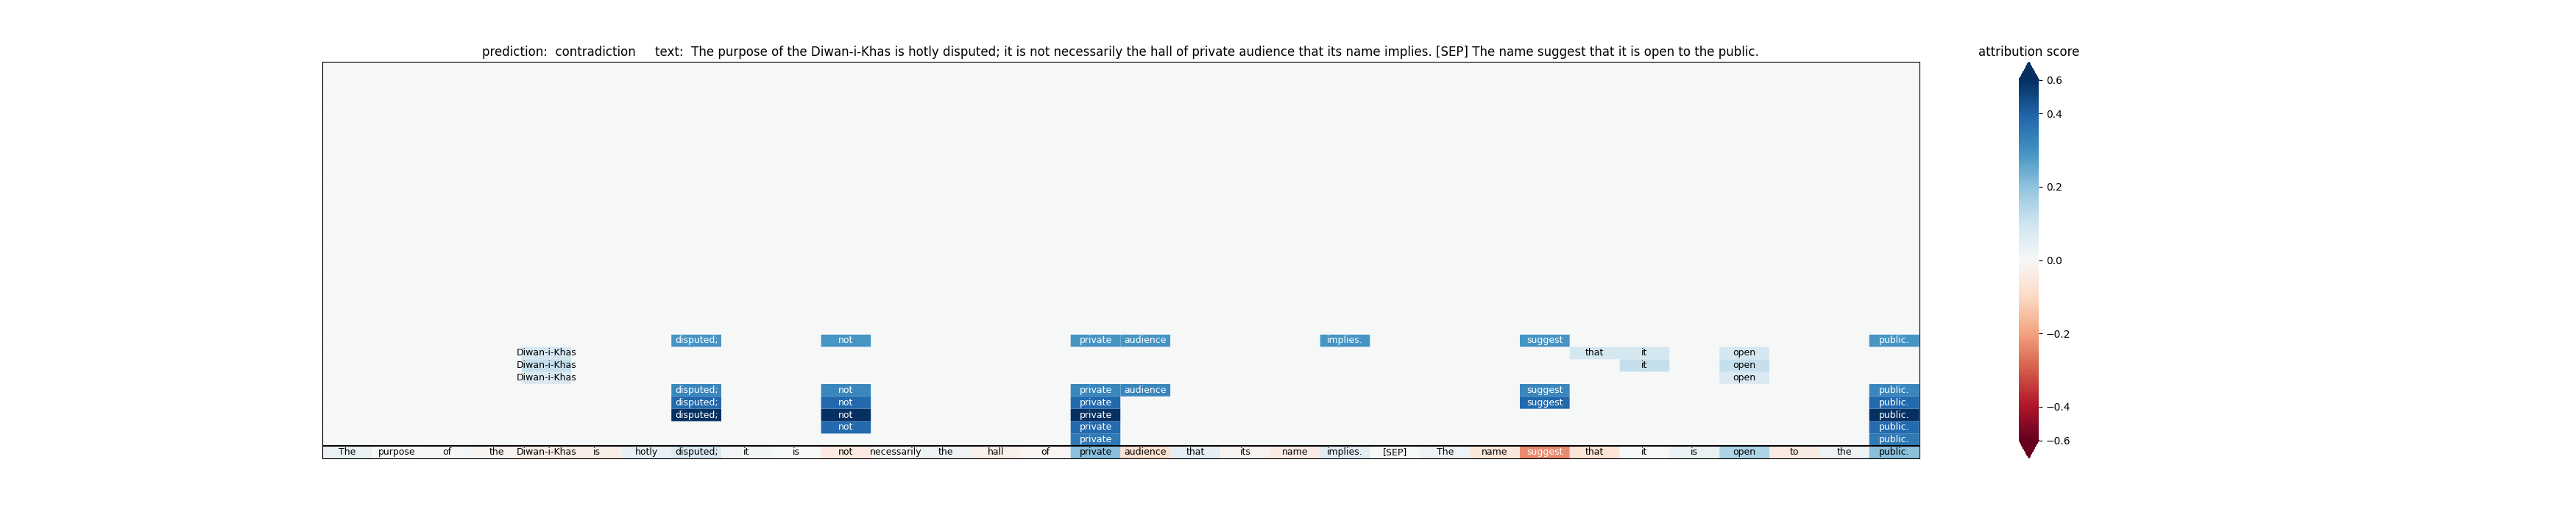 prediction:  contradiction     text:  The purpose of the Diwan-i-Khas is hotly disputed; it is not necessarily the hall of private audience that its name implies. [SEP] The name suggest that it is open to the public.
attribution score
0.6
0.4
0.2
0.0
−0.2
−0.4
−0.6
disputed; not private audience implies. suggest public.
Diwan-i-Khas that it open
Diwan-i-Khas it open
Diwan-i-Khas open
disputed; not private audience suggest public.
disputed; not private suggest public.
disputed; not private public.
not private public.
private public.
The purpose of the Diwan-i-Khas is hotly disputed; it is not necessarily the hall of private audience that its name implies. [SEP] The name suggest that it is open to the public.